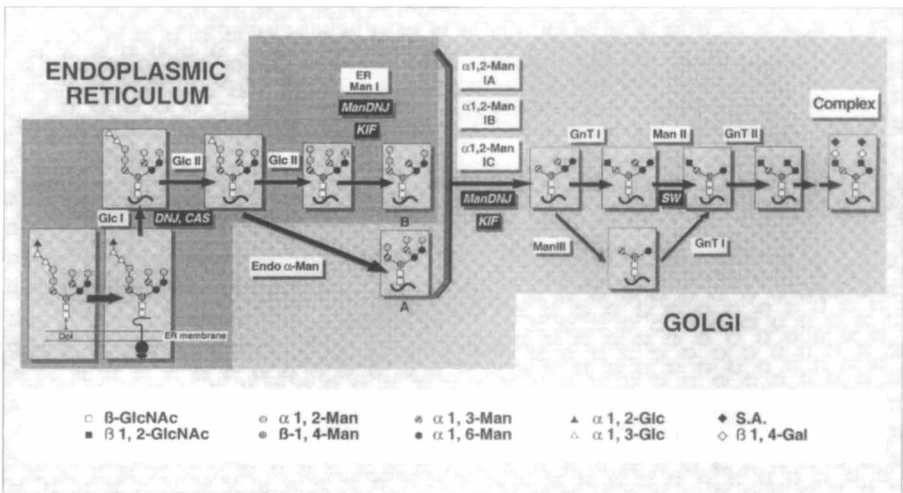 ENDOPLASMIC
RETICULUM
ER
Man I
ManDNJ
KIF
α1,2-Man
IA
α1,2-Man
IB
α1,2-Man
IC
ManDNJ
KIF
Complex
GnT I
Man II
GnT II
SW
Glc II
Glc II
Glc I
DNJ, CAS
B
Endo α-Man
A
ManIII
GnT I
Dol
ER membrane
GOLGI
ß-GlcNAc
α 1, 2-Man
α 1, 3-Man
α 1, 2-Glc
S.A.
β 1, 2-GlcNAc
ß-1, 4-Man
α 1, 6-Man
α 1, 3-Glc
β 1, 4-Gal